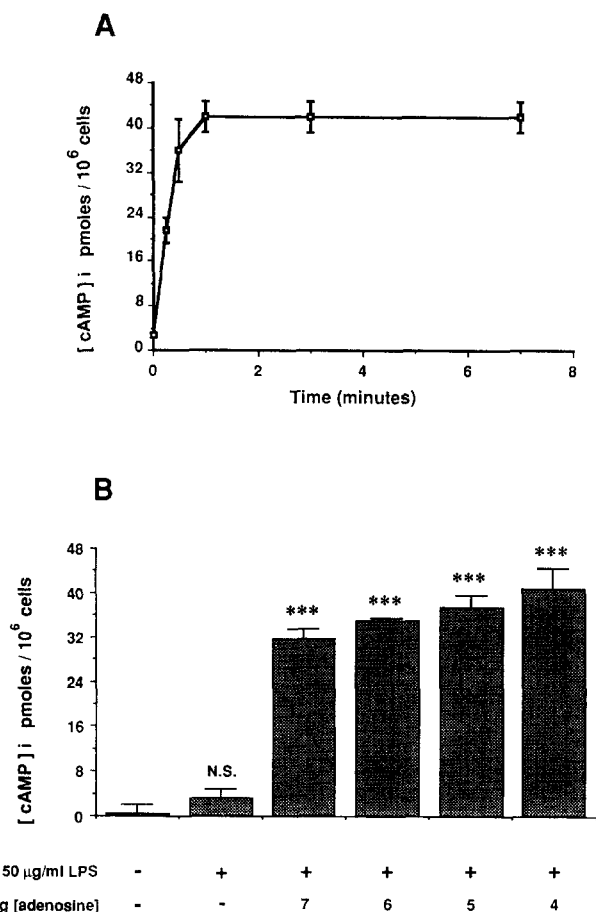 A
[ cAMP ] i pmoles / 10⁶ cells
48
40
32
24
16
8
0
0 2 4 6 8
Time (minutes)
B
[ cAMP ] i pmoles / 10⁶ cells
48
40
32
24
16
8
0
N.S.
***
***
***
***
50 μg/ml LPS - + + + + +
g [adenosine] - - 7 6 5 4